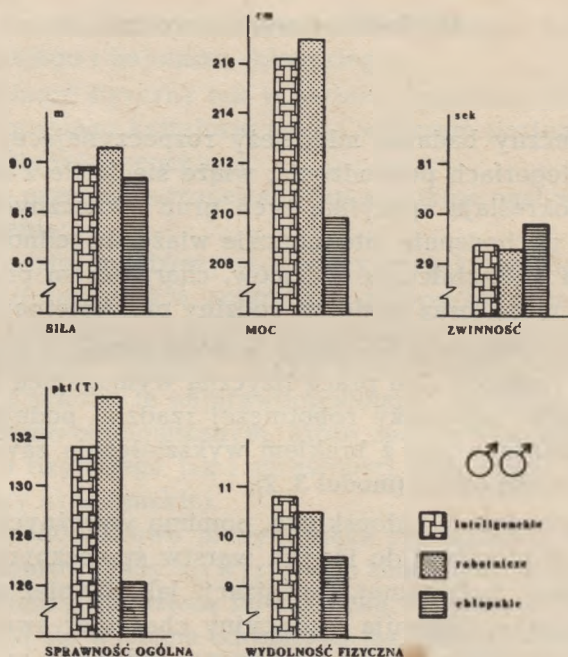 m
9.0
8.5
8.0
SIŁA
cm
216
214
212
210
208
MOC
sek
31
30
29
ZWINNOŚĆ
pkt (T)
132
130
128
126
SPRAWNOŚĆ OGÓLNA
11
10
9
WYDOLNOŚĆ FIZYCZNA
inteligenckie
robotnicze
chłopskie